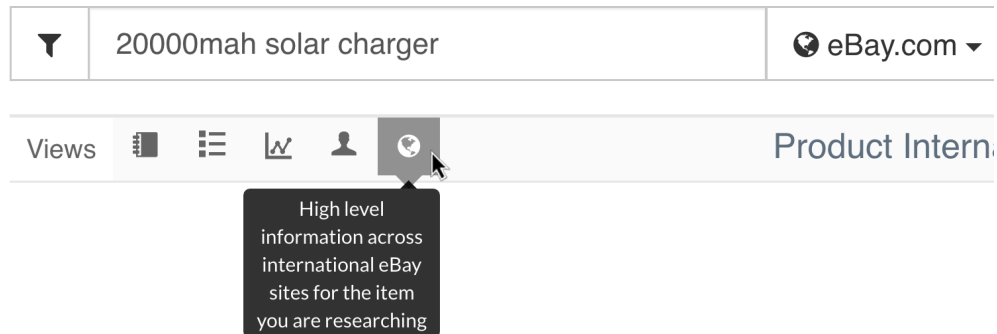 20000mah solar charger
eBay.com
Views
Product Interna
High level
information across
international eBay
sites for the item
you are researching